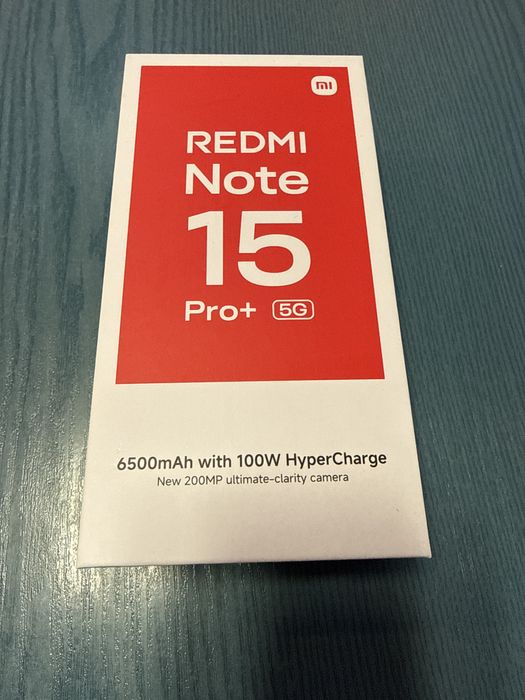 mi
REDMI
Note
15
Pro+ 5G
6500mAh with 100W HyperCharge
New 200MP ultimate-clarity camera